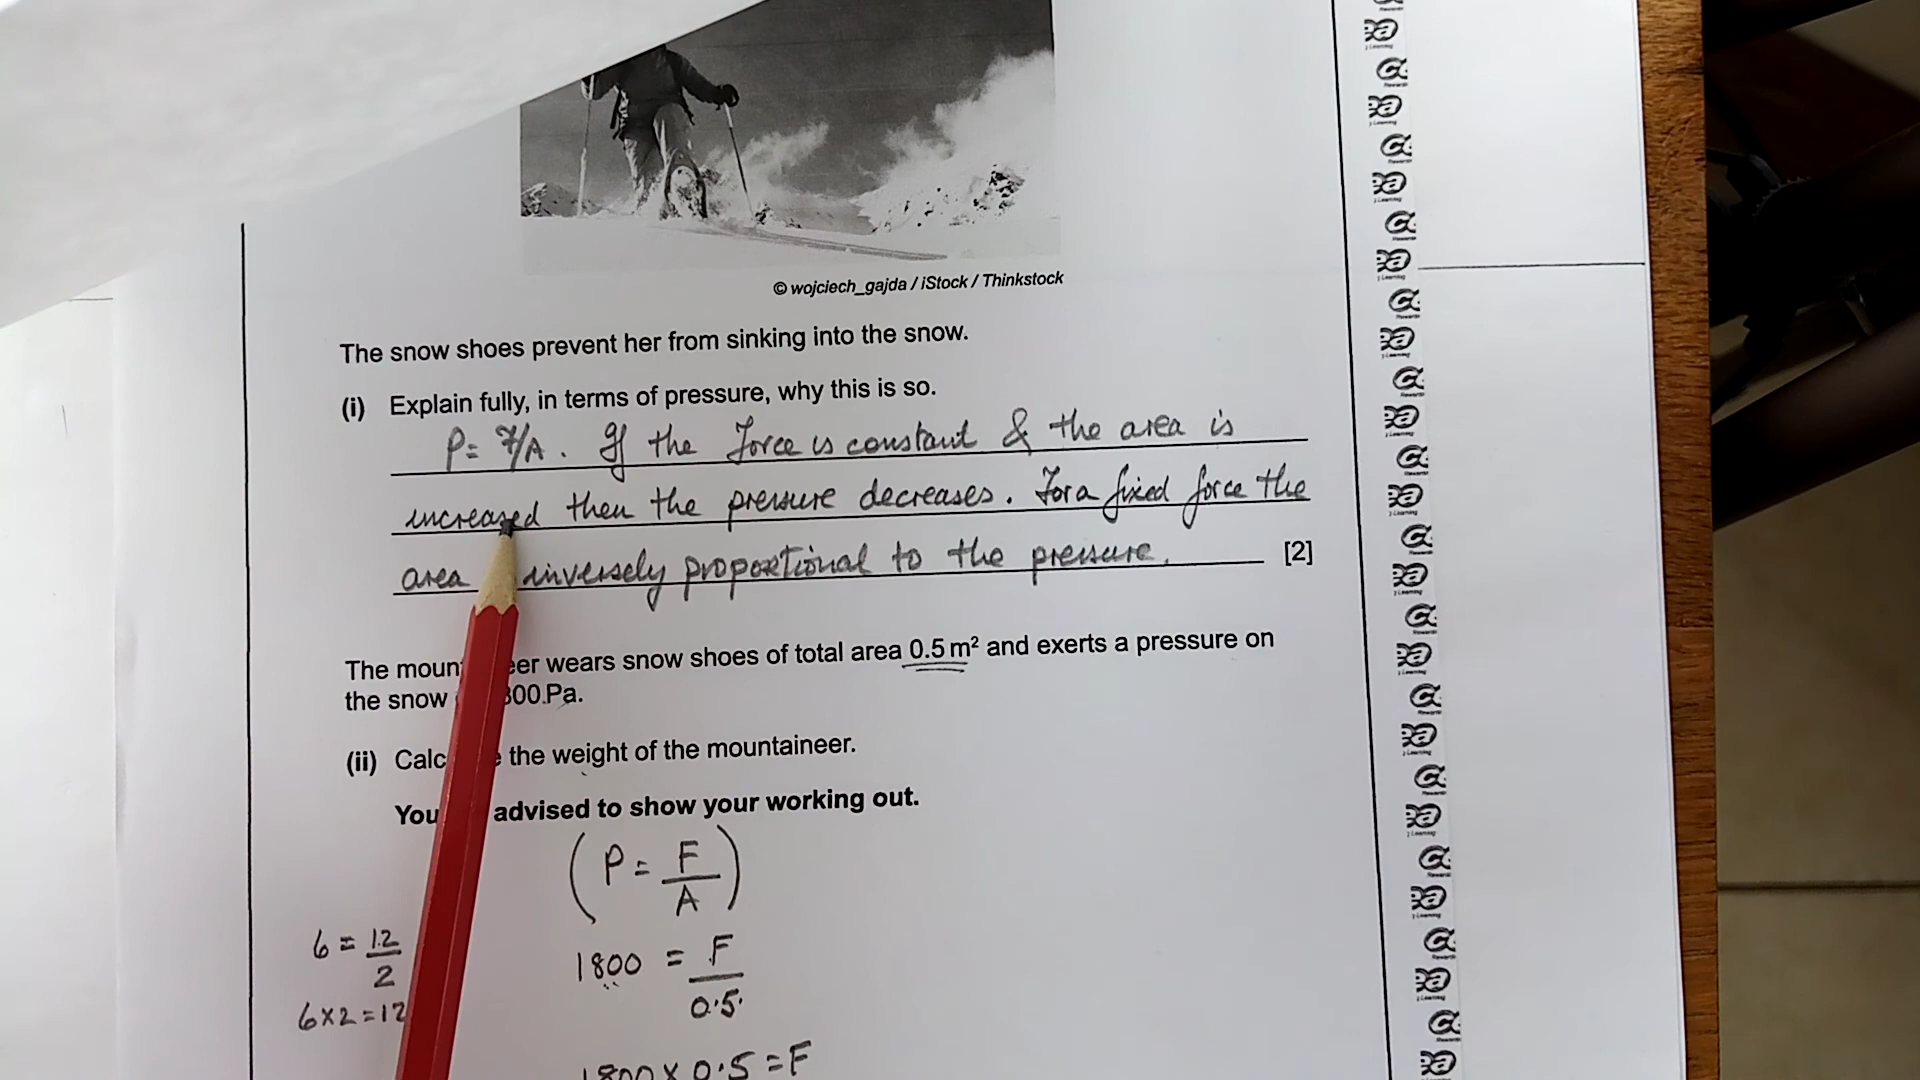 © wojciech_gajda / iStock / Thinkstock
The snow shoes prevent her from sinking into the snow.
(i) Explain fully, in terms of pressure, why this is so.
P = F/A. If the Force is constant & the area is
increased then the pressure decreases. For a fixed force the
area inversely proportional to the pressure. [2]
The mountaineer wears snow shoes of total area 0.5 m² and exerts a pressure on
the snow 800 Pa.
(ii) Calc the weight of the mountaineer.
You advised to show your working out.
(P = F/A)
6 = 12/2
1800 = F/0.5
6 x 2 = 12
1800 x 0.5 = F